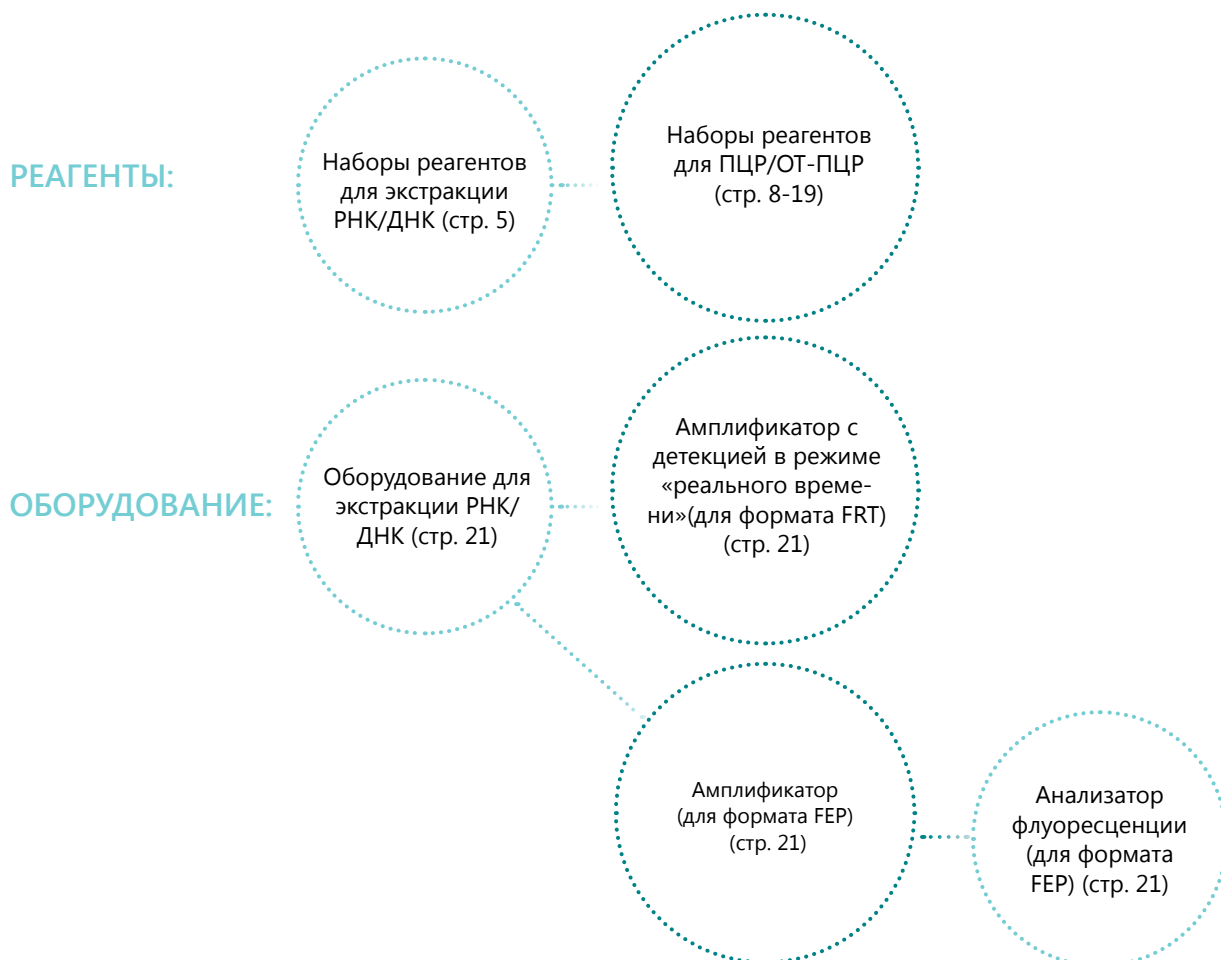 РЕАГЕНТЫ:
Наборы реагентов
для экстракции
РНК/ДНК (стр. 5)
Наборы реагентов
для ПЦР/ОТ-ПЦР
(стр. 8-19)
ОБОРУДОВАНИЕ:
Оборудование для
экстракции РНК/
ДНК (стр. 21)
Амплификатор с
детекцией в режиме
«реального време-
ни»(для формата FRT)
(стр. 21)
Амплификатор
(для формата FEP)
(стр. 21)
Анализатор
флуоресценции
(для формата
FEP) (стр. 21)